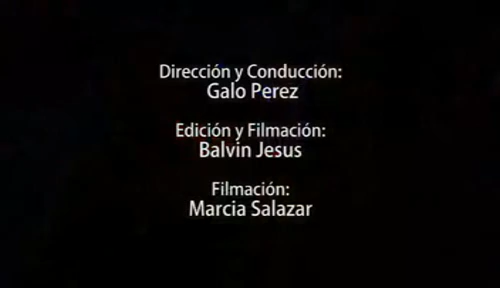 Dirección y Conducción:
Galo Perez
Edición y Filmación:
Balvin Jesus
Filmación:
Marcia Salazar